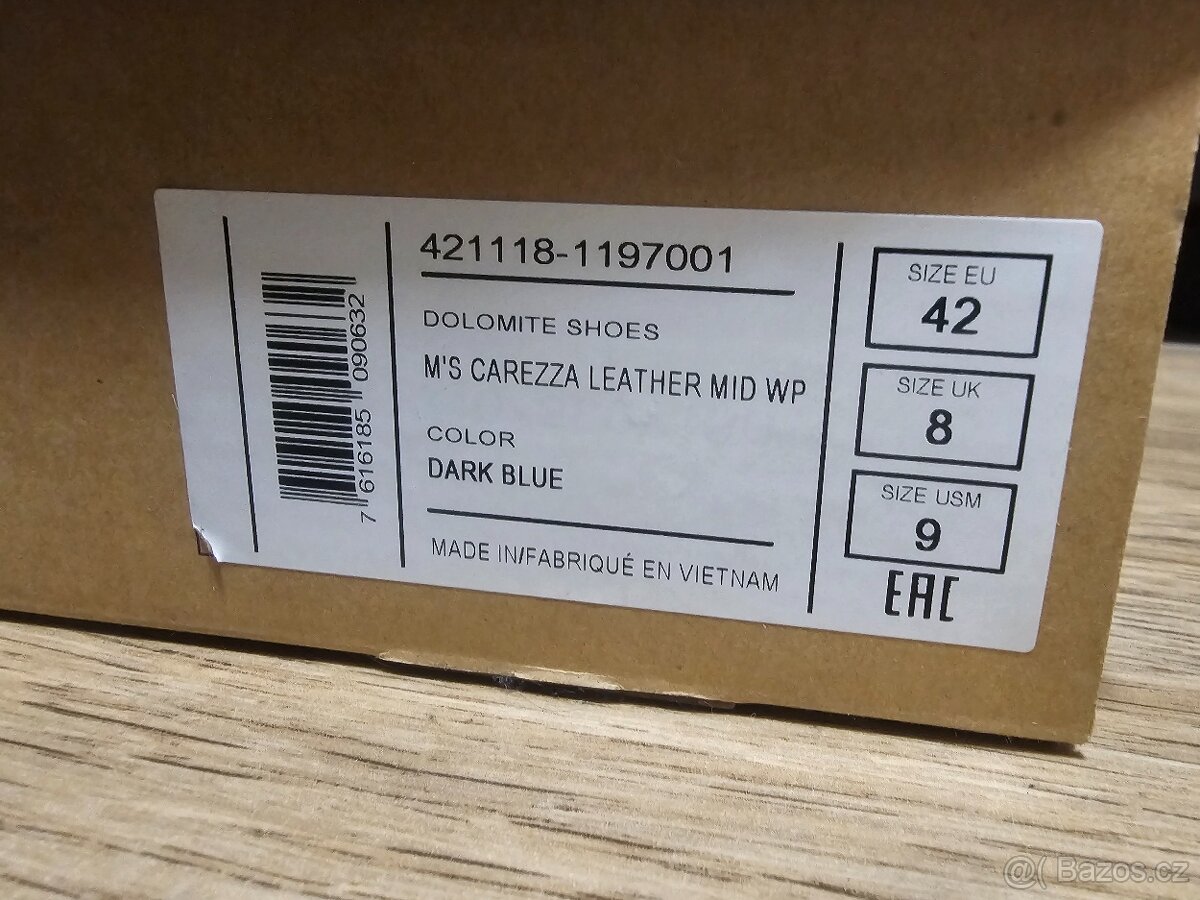 7 616185 090632
421118-1197001
DOLOMITE SHOES
M'S CAREZZA LEATHER MID WP
COLOR
DARK BLUE
MADE IN/FABRIQUÉ EN VIETNAM
SIZE EU
42
SIZE UK
8
SIZE USM
9
EAC
@( Bazos.cz